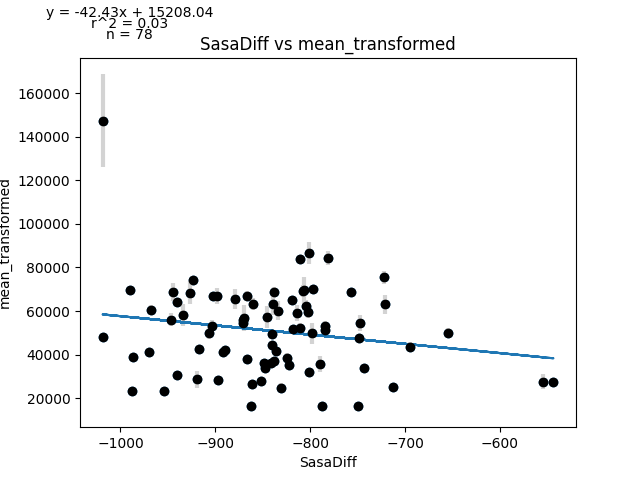 y = -42.43x + 15208.04
r^2 = 0.03
n = 78
SasaDiff vs mean_transformed
160000
140000
120000
100000
80000
60000
40000
20000
mean_transformed
−1000
−900
−800
−700
−600
SasaDiff